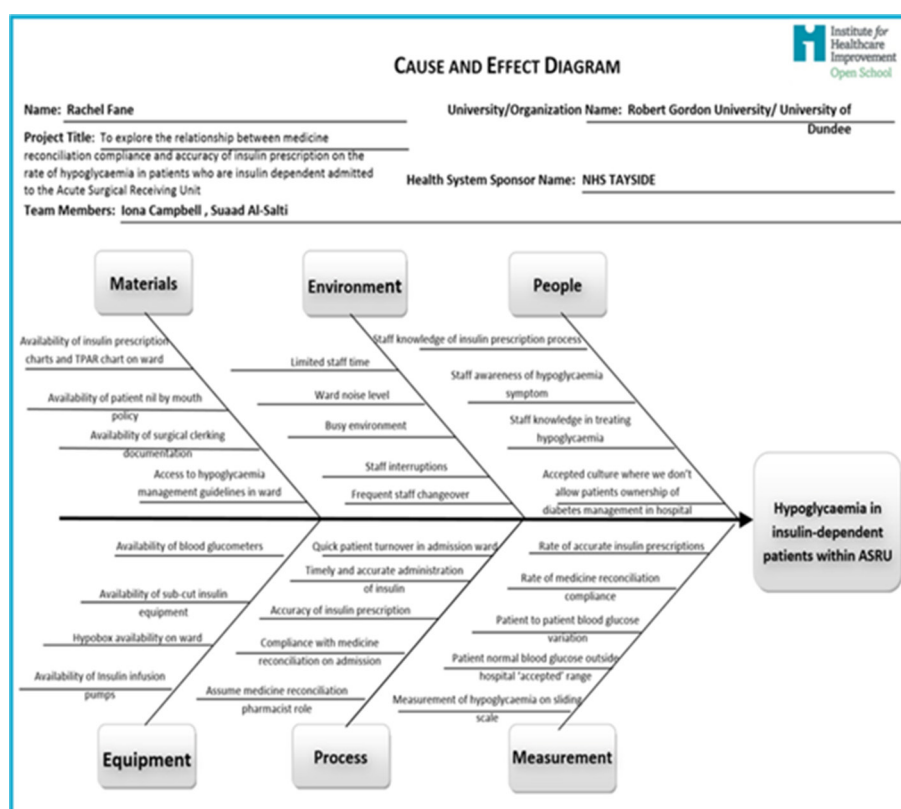 Institute for
Healthcare
Improvement
Open School
CAUSE AND EFFECT DIAGRAM
Name: Rachel Fane
University/Organization Name: Robert Gordon University/ University of
Dundee
Project Title: To explore the relationship between medicine
reconciliation compliance and accuracy of insulin prescription on the
rate of hypoglycaemia in patients who are insulin dependent admitted
to the Acute Surgical Receiving Unit
Health System Sponsor Name: NHS TAYSIDE
Team Members: Iona Campbell , Suaad Al-Salti
Materials
Environment
People
Availability of insulin prescription
charts and TPAR chart on ward
Availability of patient nil by mouth
policy
Availability of surgical clerking
documentation
Access to hypoglycaemia
management guidelines in ward
Limited staff time
Ward noise level
Busy environment
Staff interruptions
Frequent staff changeover
Staff knowledge of insulin prescription process
Staff awareness of hypoglycaemia
symptom
Staff knowledge in treating
hypoglycaemia
Accepted culture where we don't
allow patients ownership of
diabetes management in hospital
Hypoglycaemia in
insulin-dependent
patients within ASRU
Availability of blood glucometers
Availability of sub-cut insulin
equipment
Hypobox availability on ward
Availability of Insulin infusion
pumps
Quick patient turnover in admission ward
Timely and accurate administration
of insulin
Accuracy of insulin prescription
Compliance with medicine
reconciliation on admission
Assume medicine reconciliation
pharmacist role
Rate of accurate insulin prescriptions
Rate of medicine reconciliation
compliance
Patient to patient blood glucose
variation
Patient normal blood glucose outside
hospital 'accepted' range
Measurement of hypoglycaemia on sliding
scale
Equipment
Process
Measurement